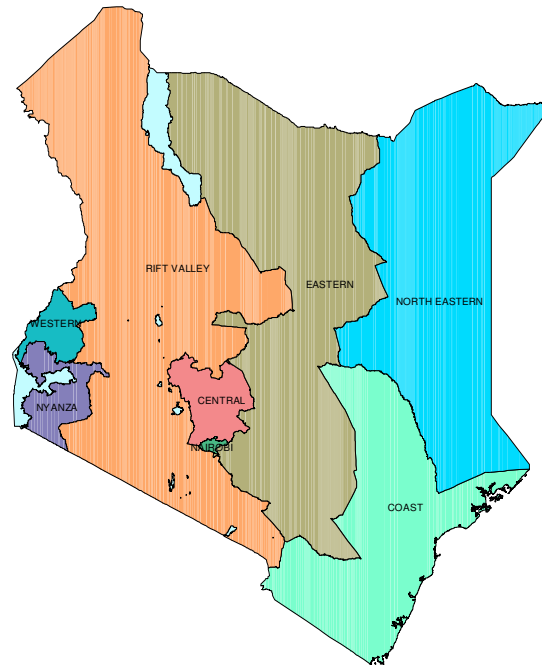 RIFT VALLEY
EASTERN
NORTH EASTERN
WESTERN
CENTRAL
NYANZA
NAIROBI
COAST